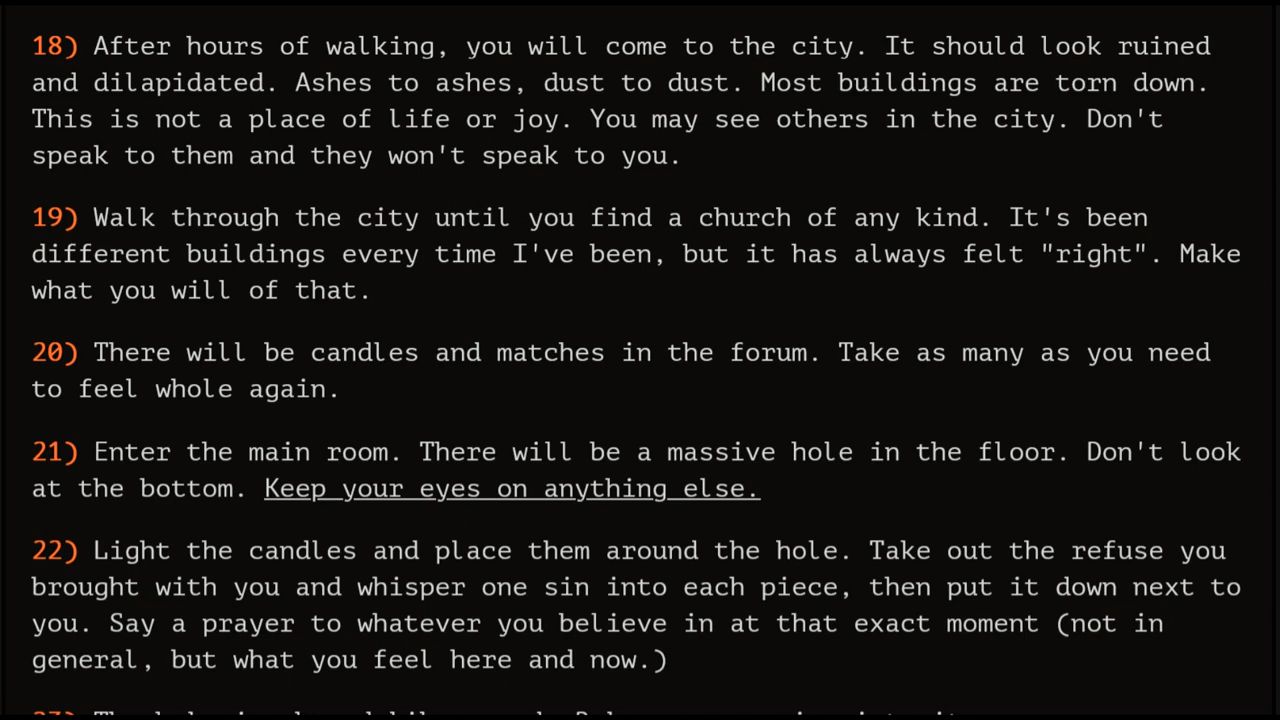 18) After hours of walking, you will come to the city. It should look ruined
and dilapidated. Ashes to ashes, dust to dust. Most buildings are torn down.
This is not a place of life or joy. You may see others in the city. Don't
speak to them and they won't speak to you.
19) Walk through the city until you find a church of any kind. It's been
different buildings every time I've been, but it has always felt "right". Make
what you will of that.
20) There will be candles and matches in the forum. Take as many as you need
to feel whole again.
21) Enter the main room. There will be a massive hole in the floor. Don't look
at the bottom. Keep your eyes on anything else.
22) Light the candles and place them around the hole. Take out the refuse you
brought with you and whisper one sin into each piece, then put it down next to
you. Say a prayer to whatever you believe in at that exact moment (not in
general, but what you feel here and now.)